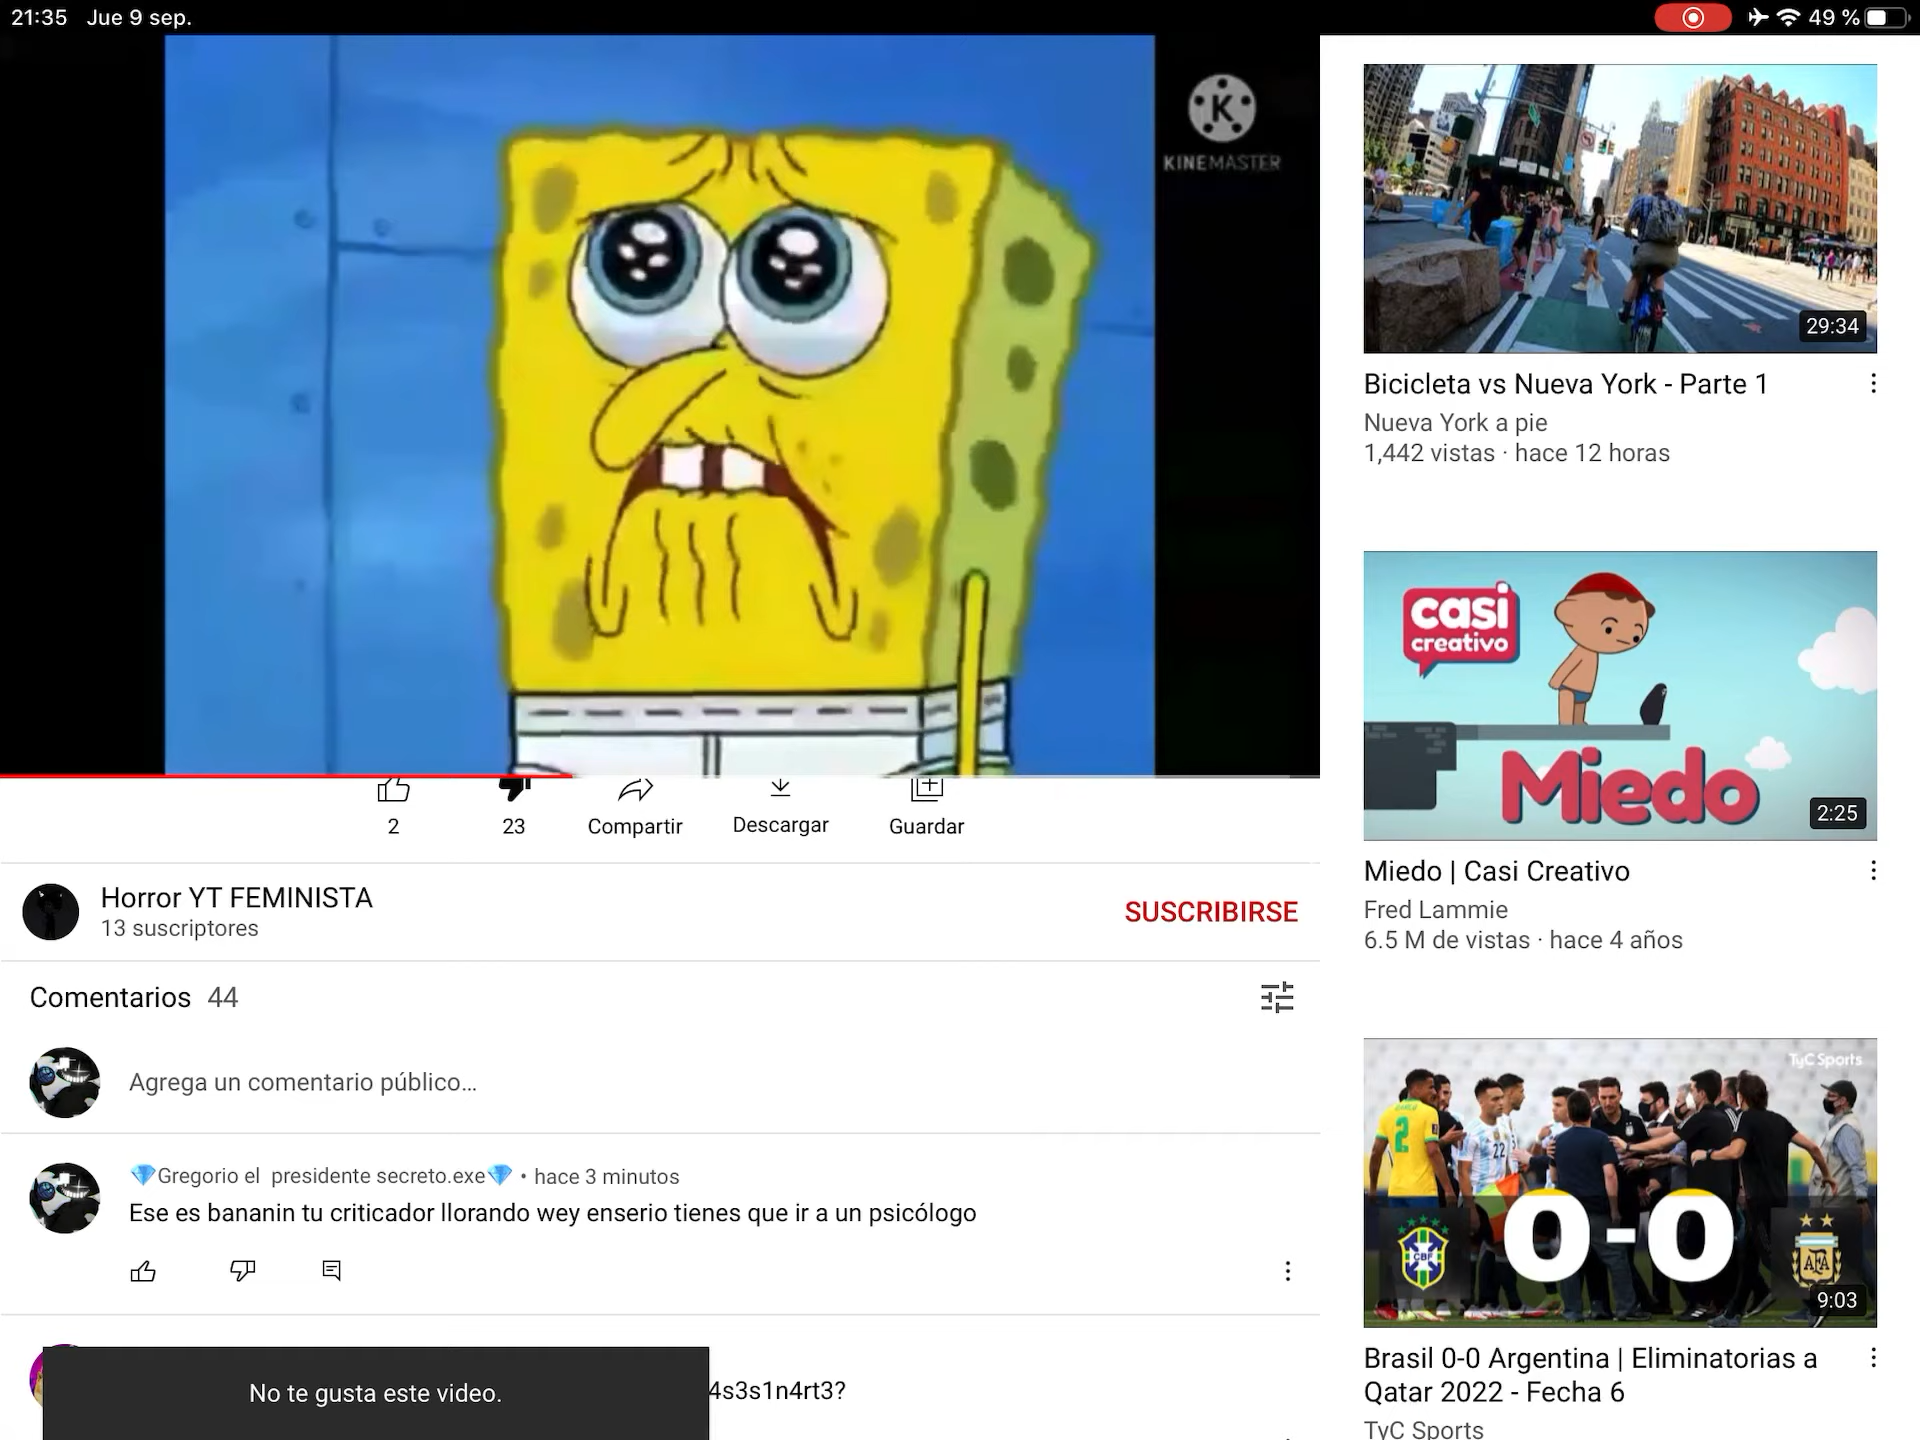 21:35 Jue 9 sep.
49 %
K
KINEMASTER
2
23
Compartir
Descargar
Guardar
Horror YT FEMINISTA
13 suscriptores
SUSCRIBIRSE
Comentarios 44
Agrega un comentario público...
💎Gregorio el presidente secreto.exe💎 • hace 3 minutos
Ese es bananin tu criticador llorando wey enserio tienes que ir a un psicólogo
4s3s1n4rt3?
No te gusta este video.
29:34
Bicicleta vs Nueva York - Parte 1
Nueva York a pie
1,442 vistas · hace 12 horas
casi
creativo
Miedo
2:25
Miedo | Casi Creativo
Fred Lammie
6.5 M de vistas · hace 4 años
TyC Sports
2
22
0-0
CBF
AFA
9:03
Brasil 0-0 Argentina | Eliminatorias a
Qatar 2022 - Fecha 6
TyC Sports